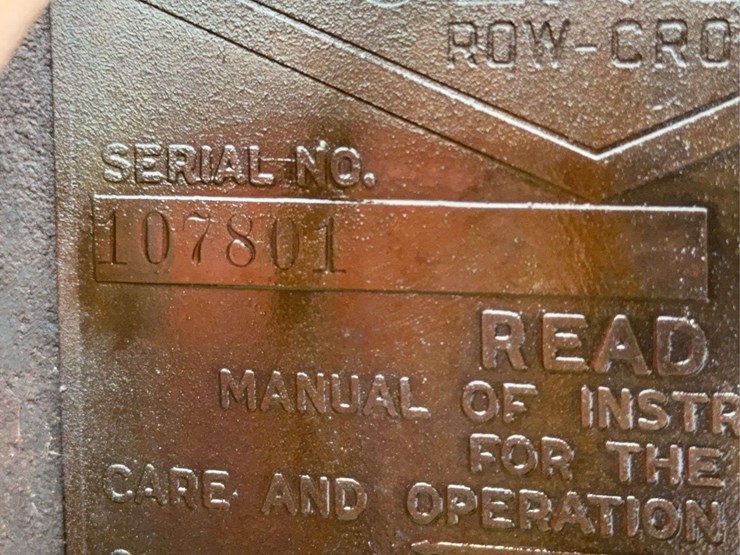 ROW-CRO
SERIAL NO.
107801
READ
MANUAL OF INSTR
FOR THE
CARE AND OPERATION